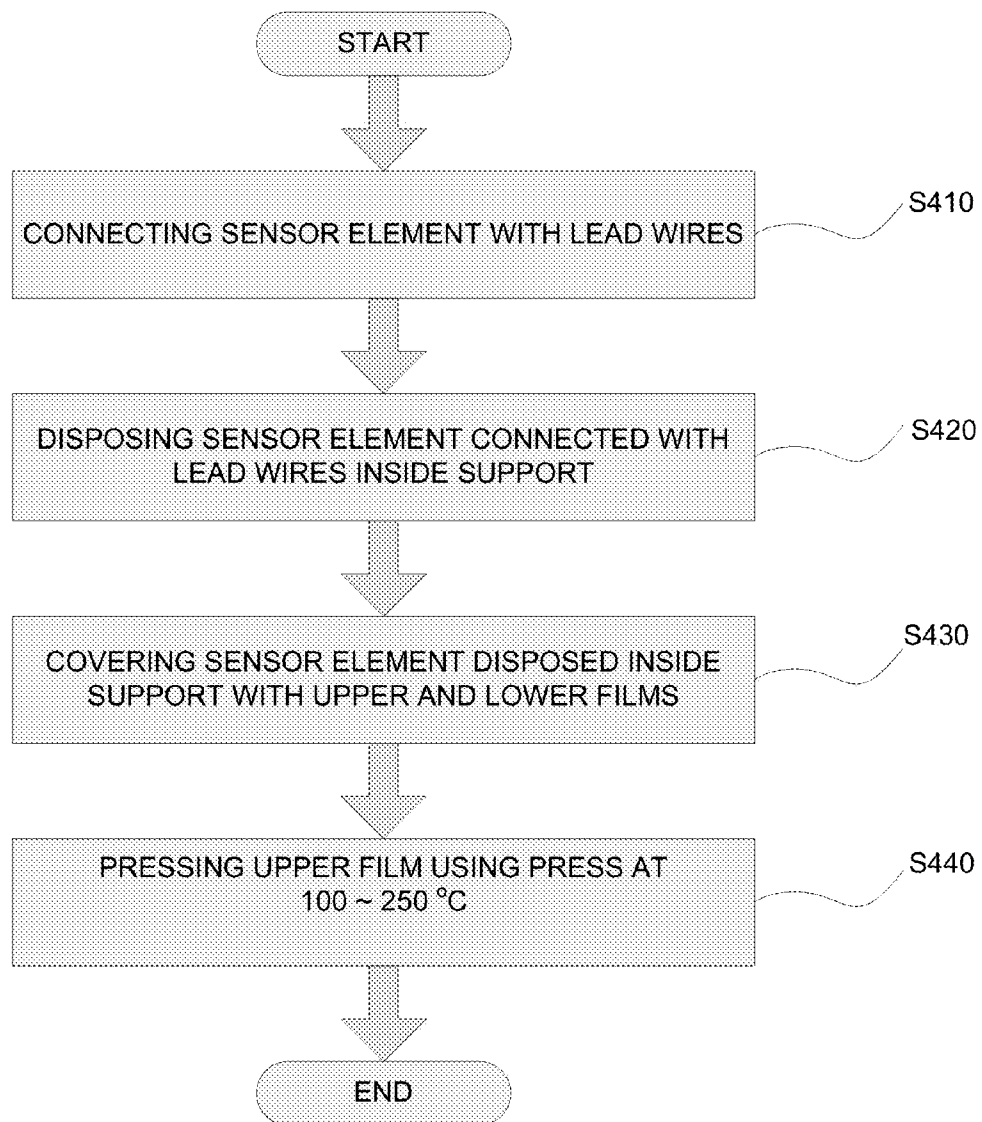 START
CONNECTING SENSOR ELEMENT WITH LEAD WIRES
S410
DISPOSING SENSOR ELEMENT CONNECTED WITH
LEAD WIRES INSIDE SUPPORT
S420
COVERING SENSOR ELEMENT DISPOSED INSIDE
SUPPORT WITH UPPER AND LOWER FILMS
S430
PRESSING UPPER FILM USING PRESS AT
100 ~ 250 °C
S440
END